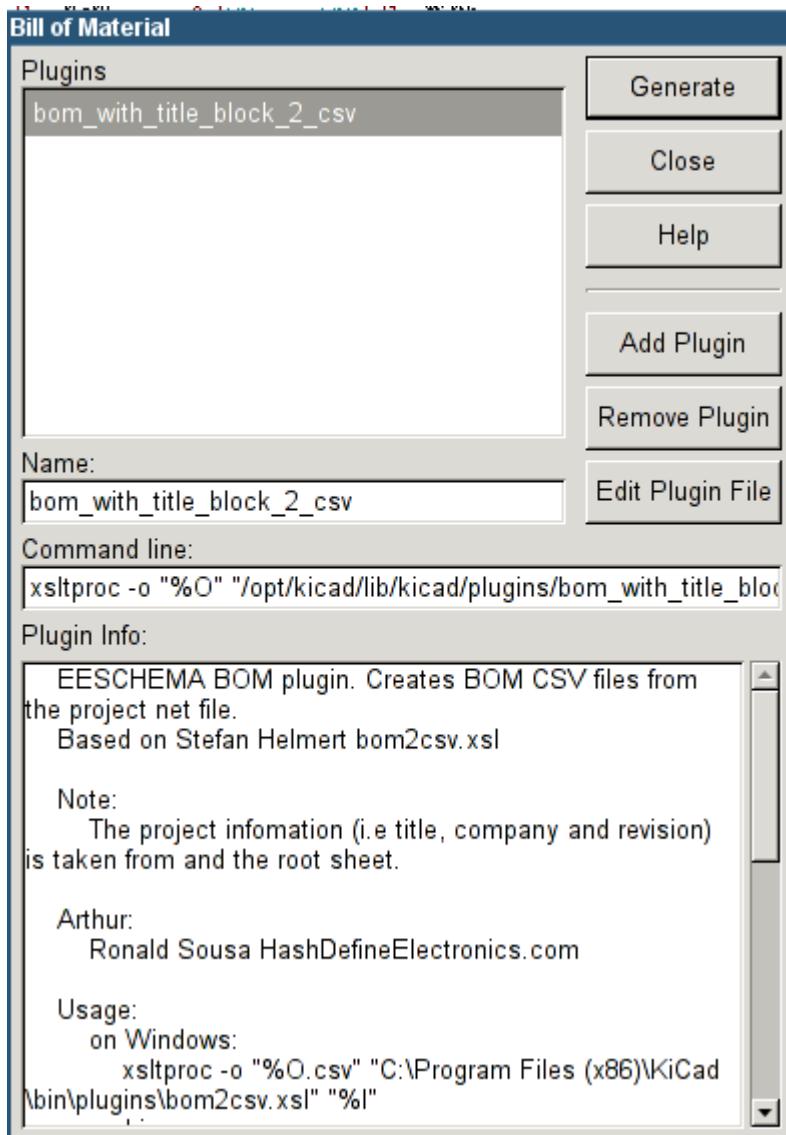 Bill of Material
Plugins
bom_with_title_block_2_csv
Generate
Close
Help
Add Plugin
Remove Plugin
Edit Plugin File
Name:
bom_with_title_block_2_csv
Command line:
xsltproc -o "%O" "/opt/kicad/lib/kicad/plugins/bom_with_title_bloc
Plugin Info:
EESCHEMA BOM plugin. Creates BOM CSV files from
the project net file.
Based on Stefan Helmert bom2csv.xsl
Note:
The project infomation (i.e title, company and revision)
is taken from and the root sheet.
Arthur:
Ronald Sousa HashDefineElectronics.com
Usage:
on Windows:
xsltproc -o "%O.csv" "C:\Program Files (x86)\KiCad
\bin\plugins\bom2csv.xsl" "%I"